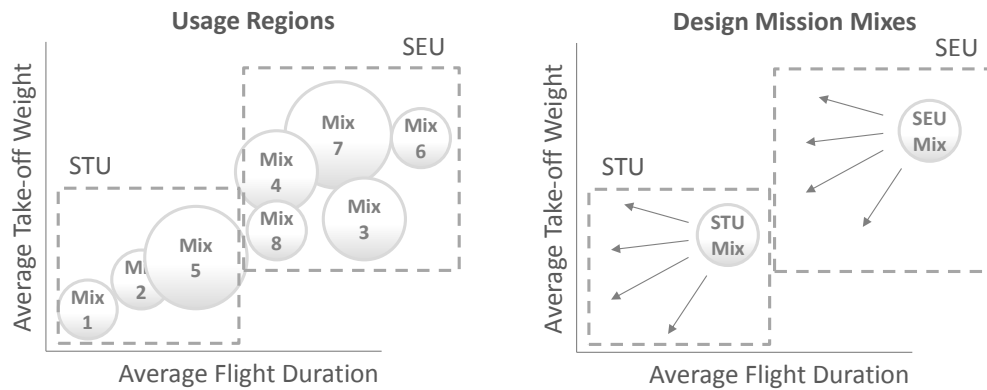 Usage Regions
SEU
Mix
7
Mix
6
Mix
4
Mix
3
Mix
8
STU
Mix
5
Mix
2
Mix
1
Average Take-off Weight
Average Flight Duration
Design Mission Mixes
SEU
SEU
Mix
STU
STU
Mix
Average Take-off Weight
Average Flight Duration